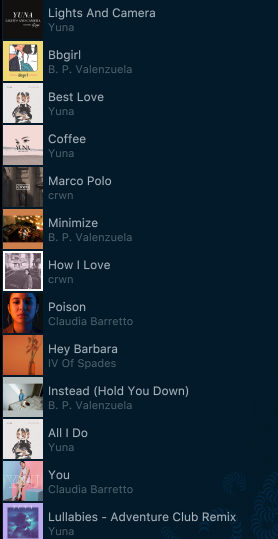 Lights And Camera
Yuna
Bbgirl
B. P. Valenzuela
Best Love
Yuna
Coffee
Yuna
Marco Polo
crwn
Minimize
B. P. Valenzuela
How I Love
crwn
Poison
Claudia Barretto
Hey Barbara
IV Of Spades
Instead (Hold You Down)
B. P. Valenzuela
All I Do
Yuna
You
Claudia Barretto
Lullabies - Adventure Club Remix
Yuna